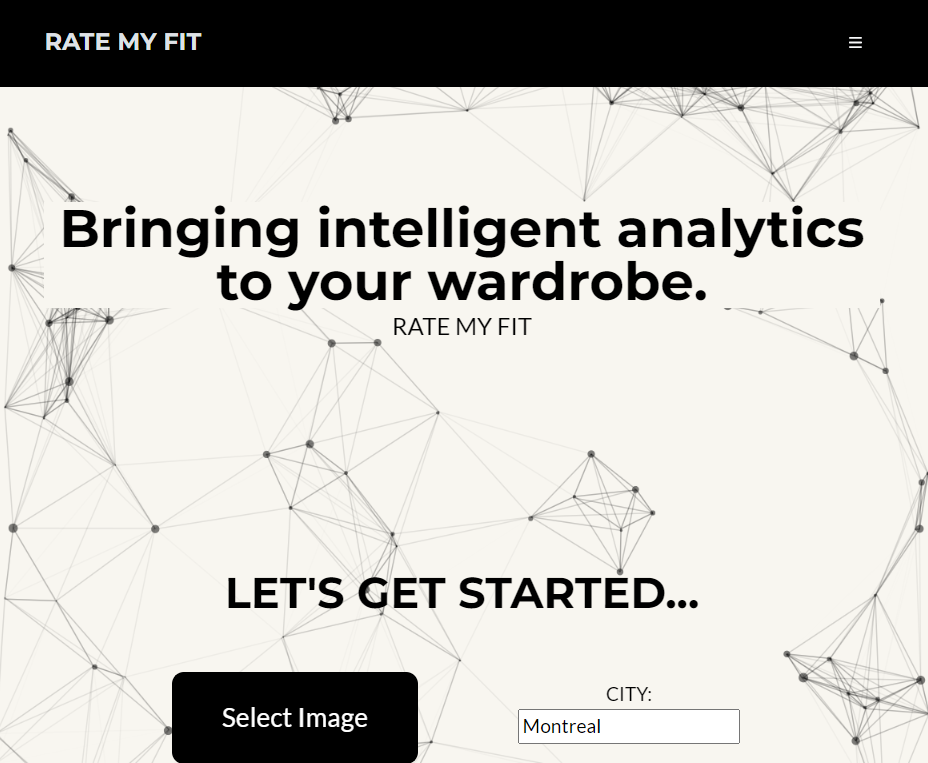 RATE MY FIT
Bringing intelligent analytics
to your wardrobe.
RATE MY FIT
LET'S GET STARTED...
Select Image
CITY:
Montreal